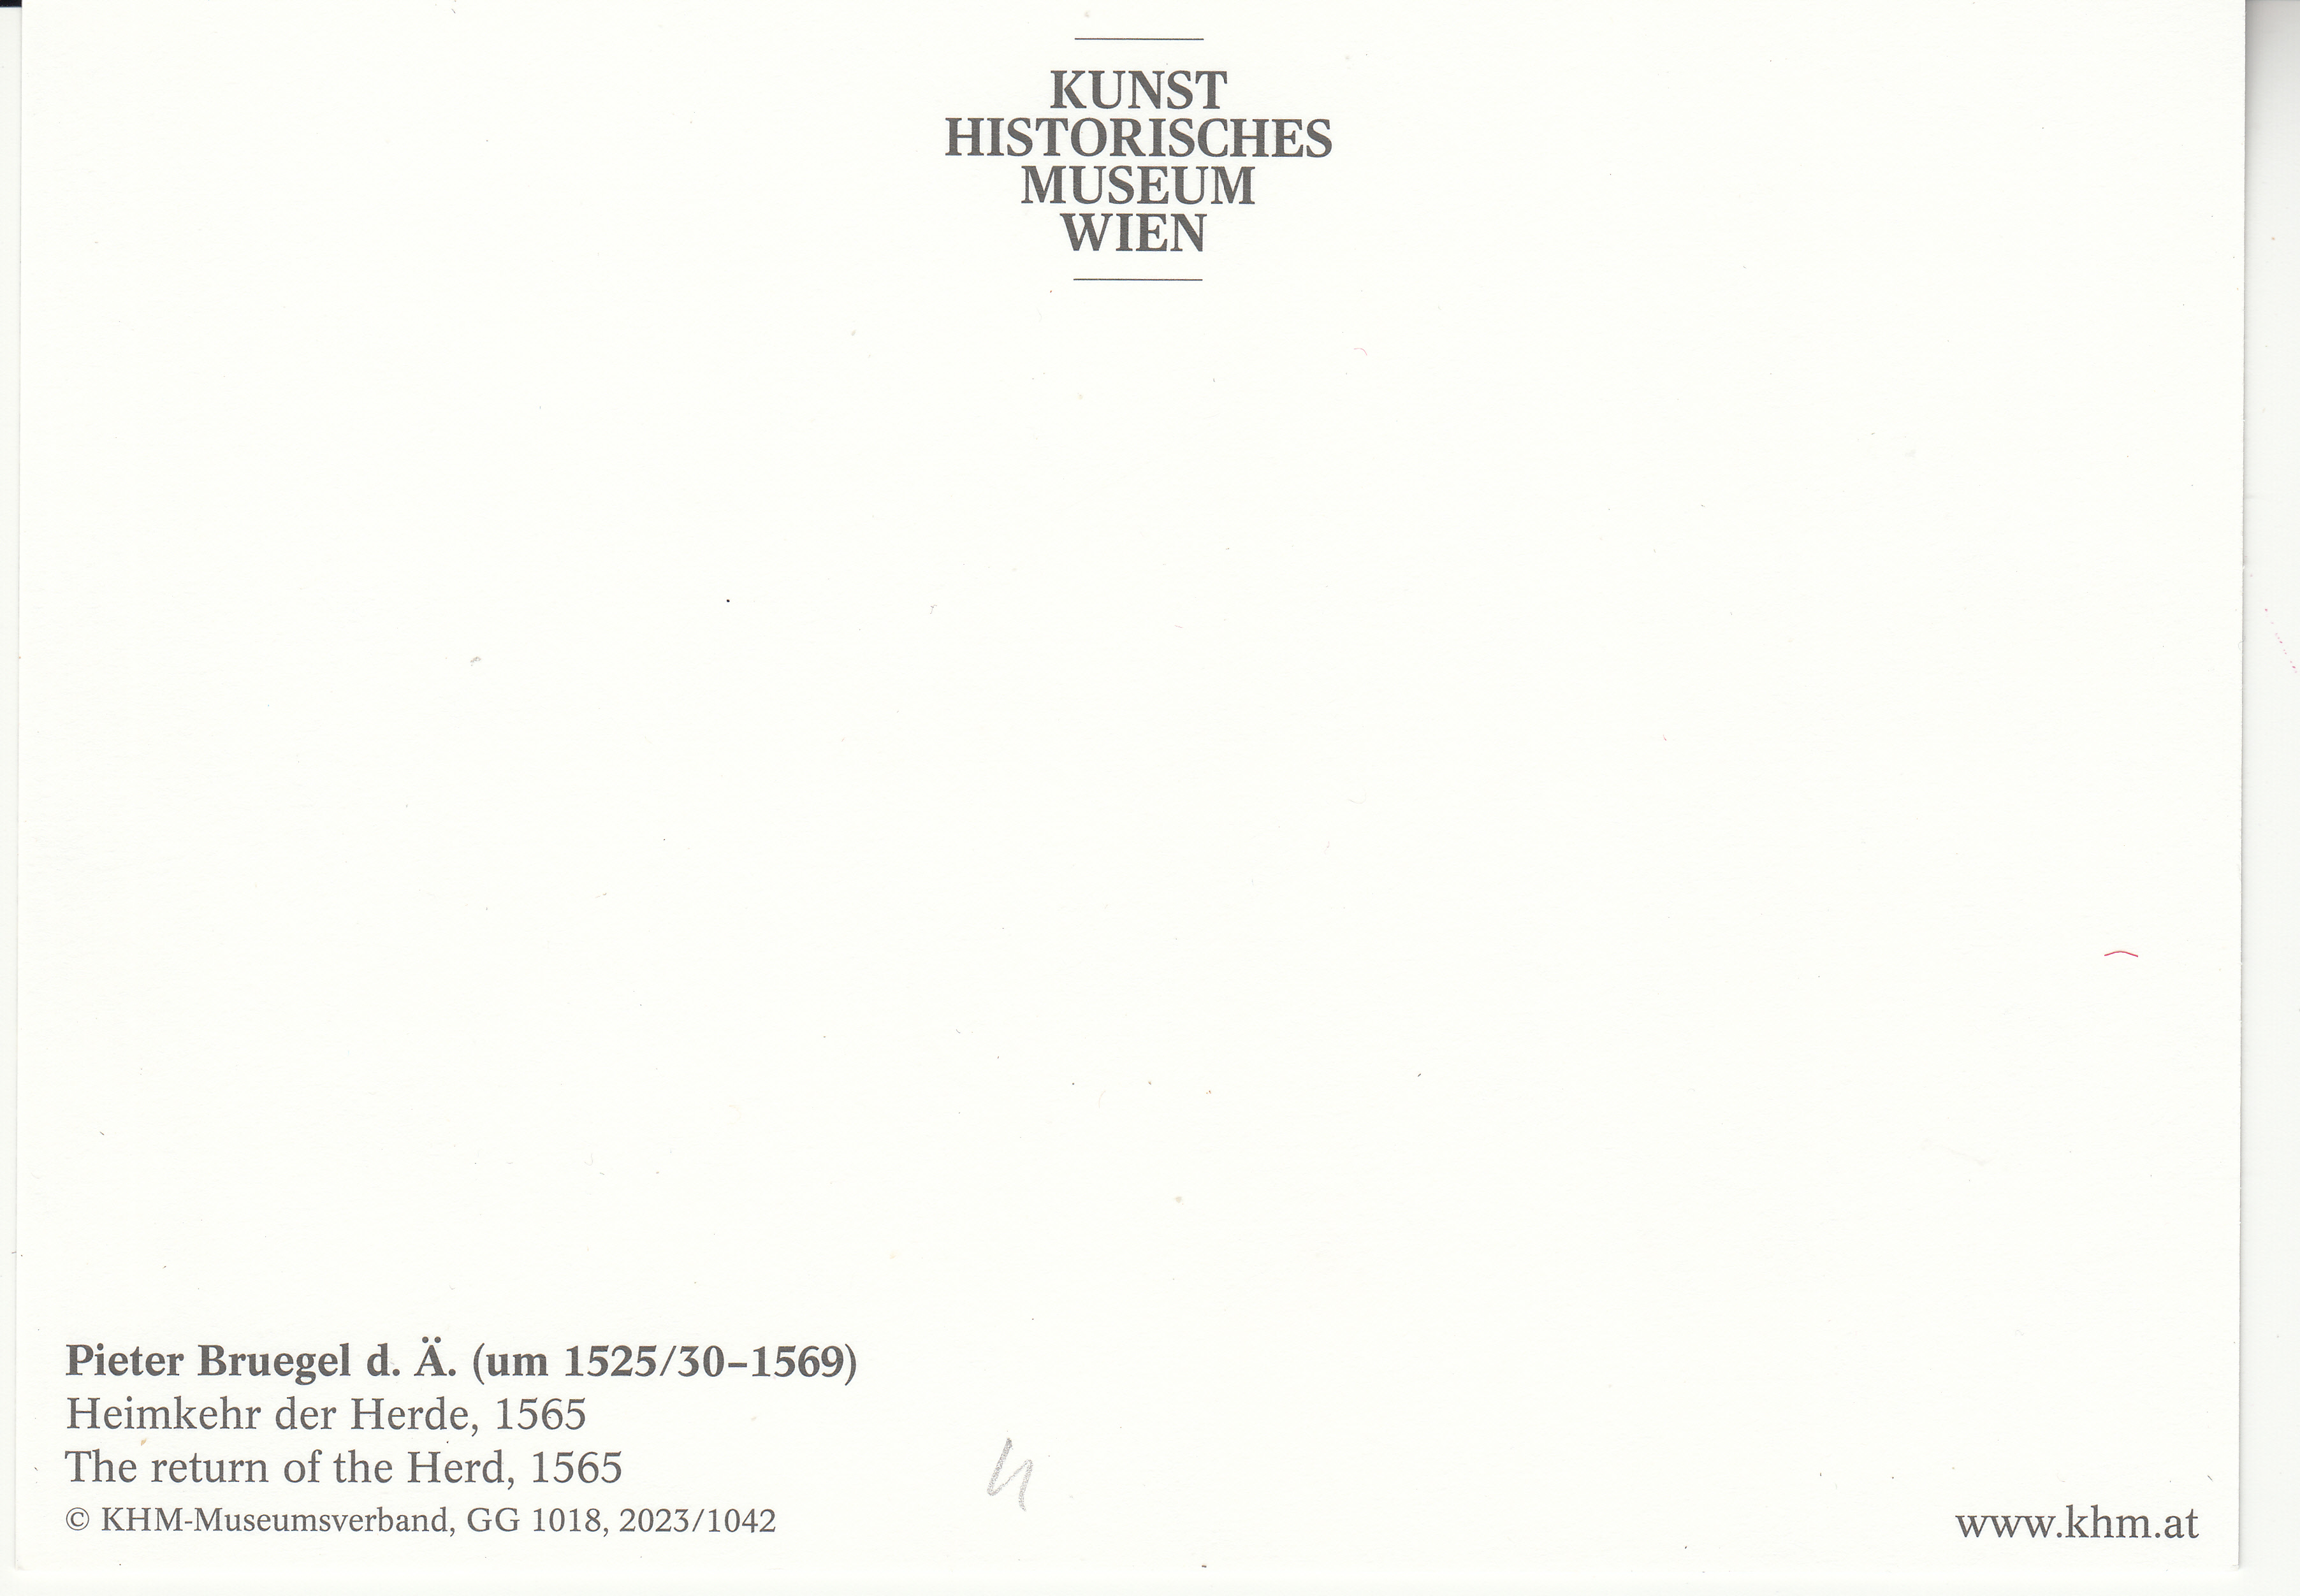 KUNST
HISTORISCHES
MUSEUM
WIEN
Pieter Bruegel d. Ä. (um 1525/30–1569)
Heimkehr der Herde, 1565
The return of the Herd, 1565
© KHM-Museumsverband, GG 1018, 2023/1042
www.khm.at